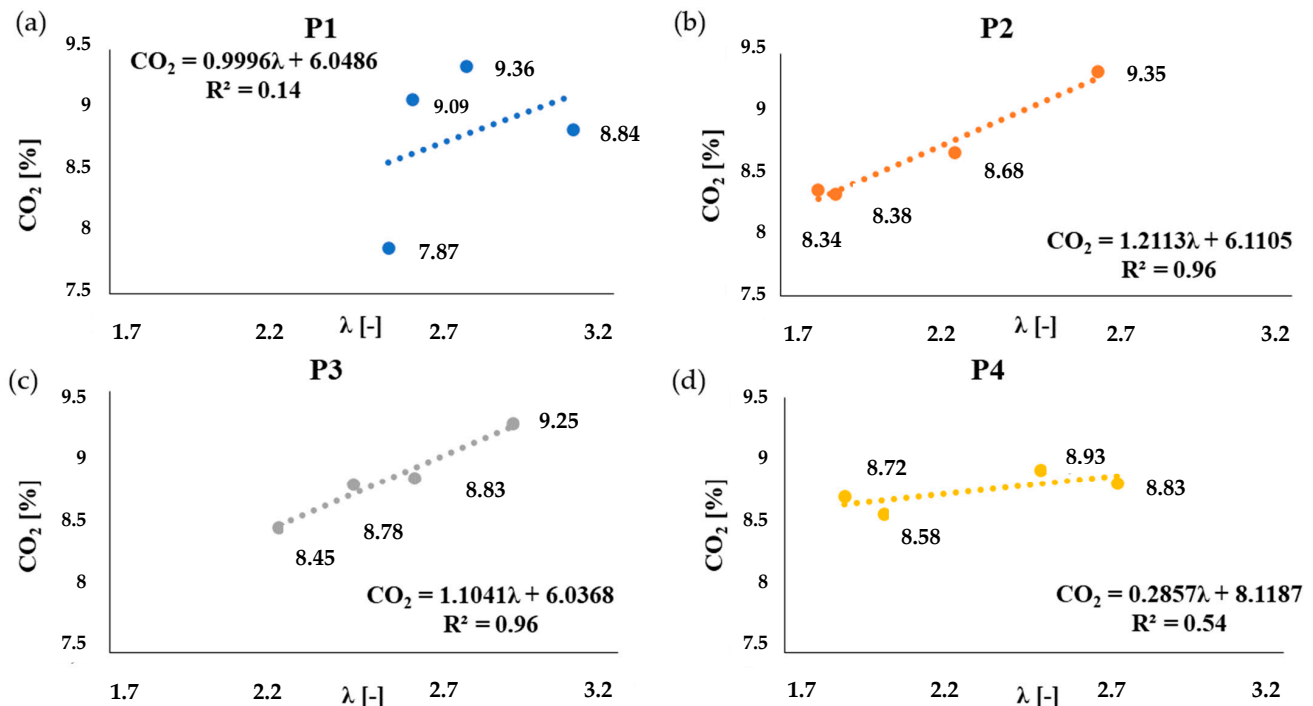 (a)
P1
9.5
9
8.5
8
7.5
CO₂ [%]
CO₂ = 0.9996λ + 6.0486
R² = 0.14
9.36
9.09
8.84
7.87
1.7
2.2
λ [-]
2.7
3.2
(b)
P2
9.5
9
8.5
8
7.5
CO₂ [%]
9.35
8.68
8.38
8.34
CO₂ = 1.2113λ + 6.1105
R² = 0.96
1.7
2.2
λ [-]
2.7
3.2
(c)
P3
9.5
9
8.5
8
7.5
CO₂ [%]
9.25
8.83
8.78
8.45
CO₂ = 1.1041λ + 6.0368
R² = 0.96
1.7
2.2
λ [-]
2.7
3.2
(d)
P4
9.5
9
8.5
8
7.5
CO₂ [%]
8.72
8.93
8.83
8.58
CO₂ = 0.2857λ + 8.1187
R² = 0.54
1.7
2.2
λ [-]
2.7
3.2